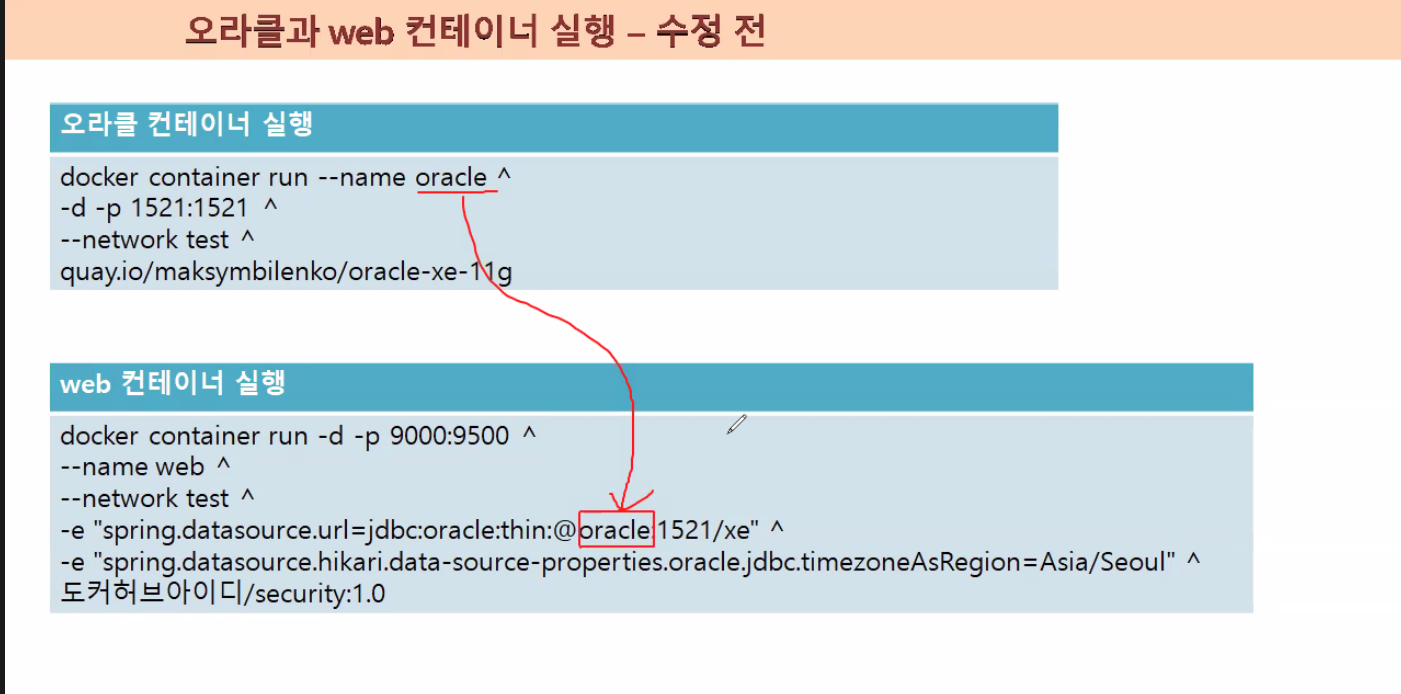 오라클과 web 컨테이너 실행 – 수정 전
오라클 컨테이너 실행
docker container run --name oracle ^
-d -p 1521:1521 ^
--network test ^
quay.io/maksymbilenko/oracle-xe-11g
web 컨테이너 실행
docker container run -d -p 9000:9500 ^
--name web ^
--network test ^
-e "spring.datasource.url=jdbc:oracle:thin:@oracle:1521/xe" ^
-e "spring.datasource.hikari.data-source-properties.oracle.jdbc.timezoneAsRegion=Asia/Seoul" ^
도커허브아이디/security:1.0